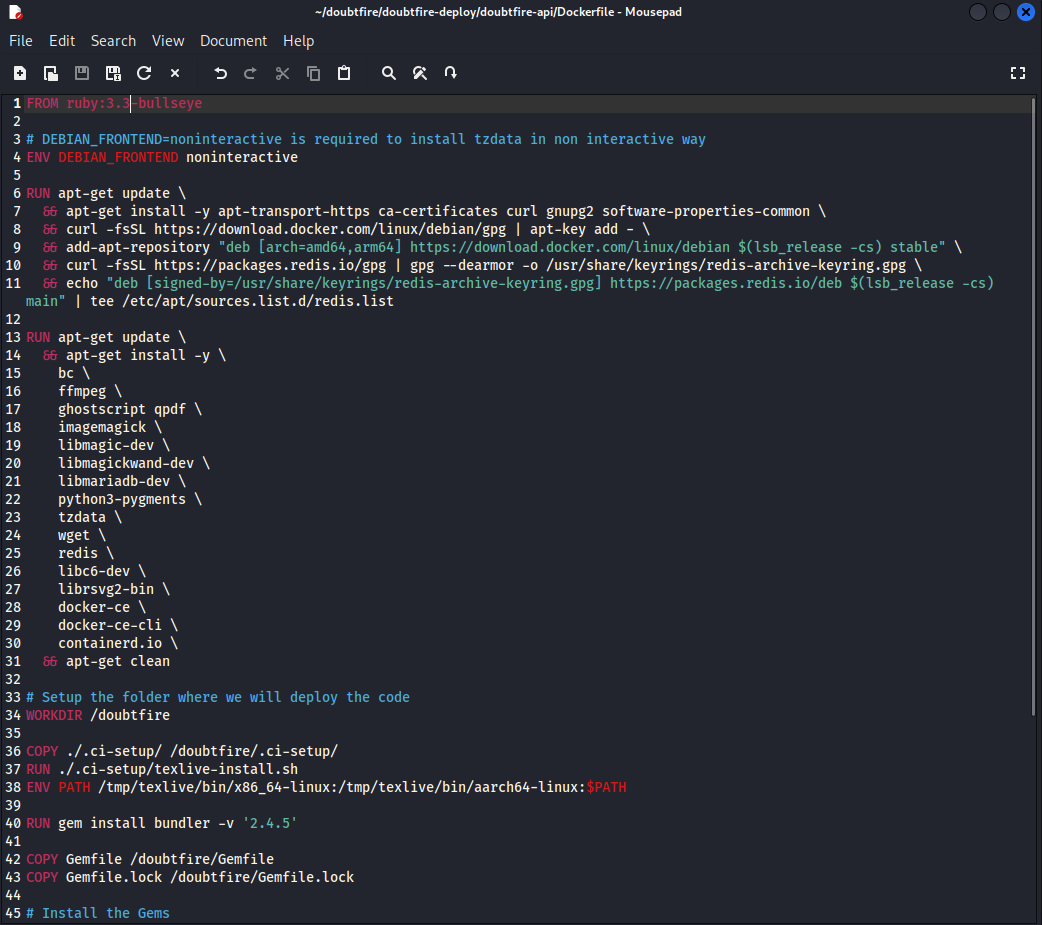 ~/doubtfire/doubtfire-deploy/doubtfire-api/Dockerfile - Mousepad
File Edit Search View Document Help
1 FROM ruby:3.3-bullseye
2
3 # DEBIAN_FRONTEND=noninteractive is required to install tzdata in non interactive way
4 ENV DEBIAN_FRONTEND noninteractive
5
6 RUN apt-get update \
7   && apt-get install -y apt-transport-https ca-certificates curl gnupg2 software-properties-common \
8   && curl -fsSL https://download.docker.com/linux/debian/gpg | apt-key add - \
9   && add-apt-repository "deb [arch=amd64,arm64] https://download.docker.com/linux/debian $(lsb_release -cs) stable" \
10   && curl -fsSL https://packages.redis.io/gpg | gpg --dearmor -o /usr/share/keyrings/redis-archive-keyring.gpg \
11   && echo "deb [signed-by=/usr/share/keyrings/redis-archive-keyring.gpg] https://packages.redis.io/deb $(lsb_release -cs)
main" | tee /etc/apt/sources.list.d/redis.list
12
13 RUN apt-get update \
14   && apt-get install -y \
15     bc \
16     ffmpeg \
17     ghostscript qpdf \
18     imagemagick \
19     libmagic-dev \
20     libmagickwand-dev \
21     libmariadb-dev \
22     python3-pygments \
23     tzdata \
24     wget \
25     redis \
26     libc6-dev \
27     librsvg2-bin \
28     docker-ce \
29     docker-ce-cli \
30     containerd.io \
31   && apt-get clean
32
33 # Setup the folder where we will deploy the code
34 WORKDIR /doubtfire
35
36 COPY ./.ci-setup/ /doubtfire/.ci-setup/
37 RUN ./.ci-setup/texlive-install.sh
38 ENV PATH /tmp/texlive/bin/x86_64-linux:/tmp/texlive/bin/aarch64-linux:$PATH
39
40 RUN gem install bundler -v '2.4.5'
41
42 COPY Gemfile /doubtfire/Gemfile
43 COPY Gemfile.lock /doubtfire/Gemfile.lock
44
45 # Install the Gems